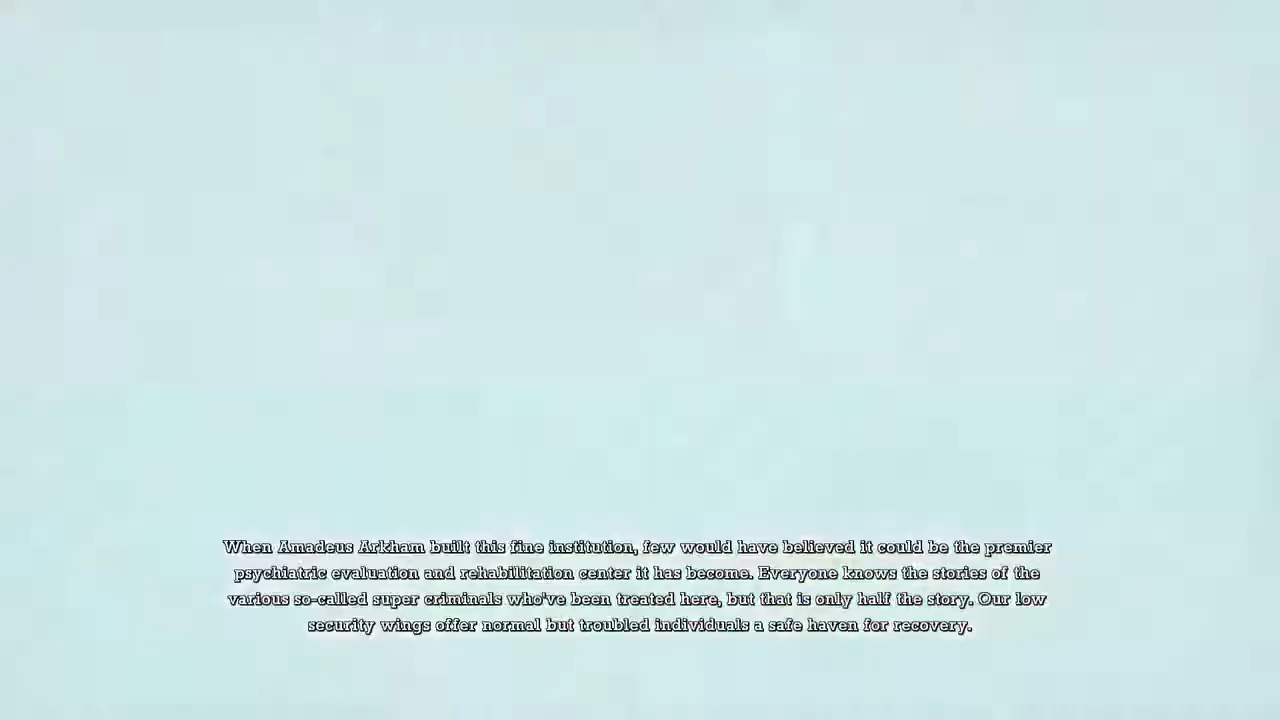 When Amadeus Arkham built this fine institution, few would have believed it could be the premier
psychiatric evaluation and rehabilitation center it has become. Everyone knows the stories of the
various so-called super criminals who've been treated here, but that is only half the story. Our low
security wings offer normal but troubled individuals a safe haven for recovery.